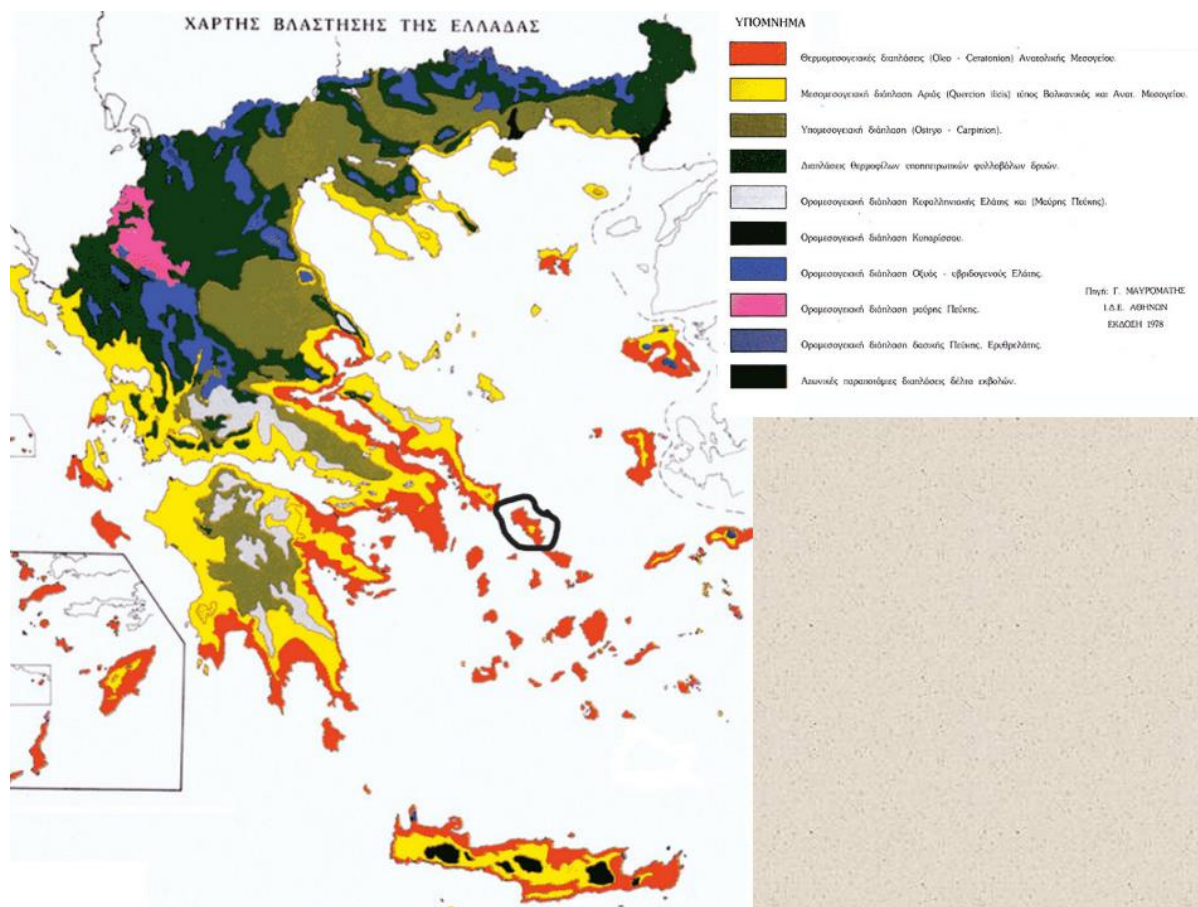 ΧΑΡΤΗΣ ΒΛΑΣΤΗΣΗΣ ΤΗΣ ΕΛΛΑΔΑΣ
ΥΠΟΜΝΗΜΑ
Θερμομεσογειακές διαπλάσεις (Oleo - Ceratonion) Ανατολικής Μεσογείου.
Μεσομεσογειακή διάπλαση Αριάς (Quercion ilicis) τύπος Βαλκανικός και Ανατ. Μεσογείου.
Υπομεσογειακή διάπλαση (Ostryo - Carpinion).
Διαπλάσεις θερμοφίλων υποηπειρωτικών φυλλοβόλων δρυών.
Ορομεσογειακή διάπλαση Κεφαλληνιακής Ελάτης και (Μαύρης Πεύκης).
Ορομεσογειακή διάπλαση Κυπαρίσσου.
Ορομεσογειακή διάπλαση Οξυός - υβριδογενούς Ελάτης.
Ορομεσογειακή διάπλαση μαύρης Πεύκης.
Ορομεσογειακή διάπλαση δασικής Πεύκης, Ερυθρελάτης.
Αζωνικές παραποτάμιες διαπλάσεις δέλτα εκβολών.
Πηγή: Γ. ΜΑΥΡΟΜΑΤΗΣ
Ι.Δ.Ε. ΑΘΗΝΩΝ
ΕΚΔΟΣΗ 1978